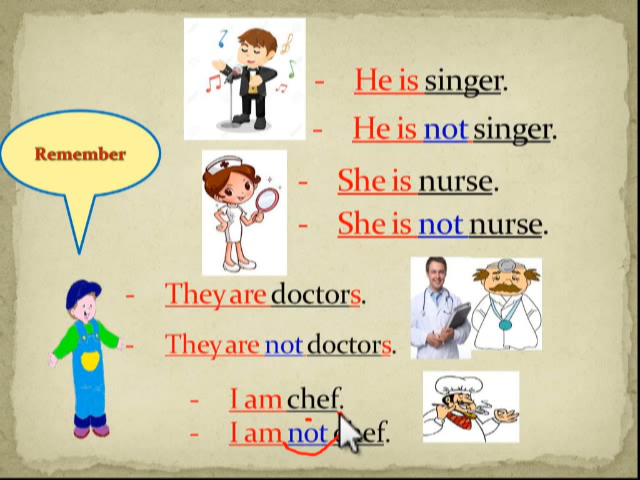 - He is singer.
- He is not singer.
Remember
- She is nurse.
- She is not nurse.
- They are doctors.
- They are not doctors.
- I am chef.
- I am not chef.